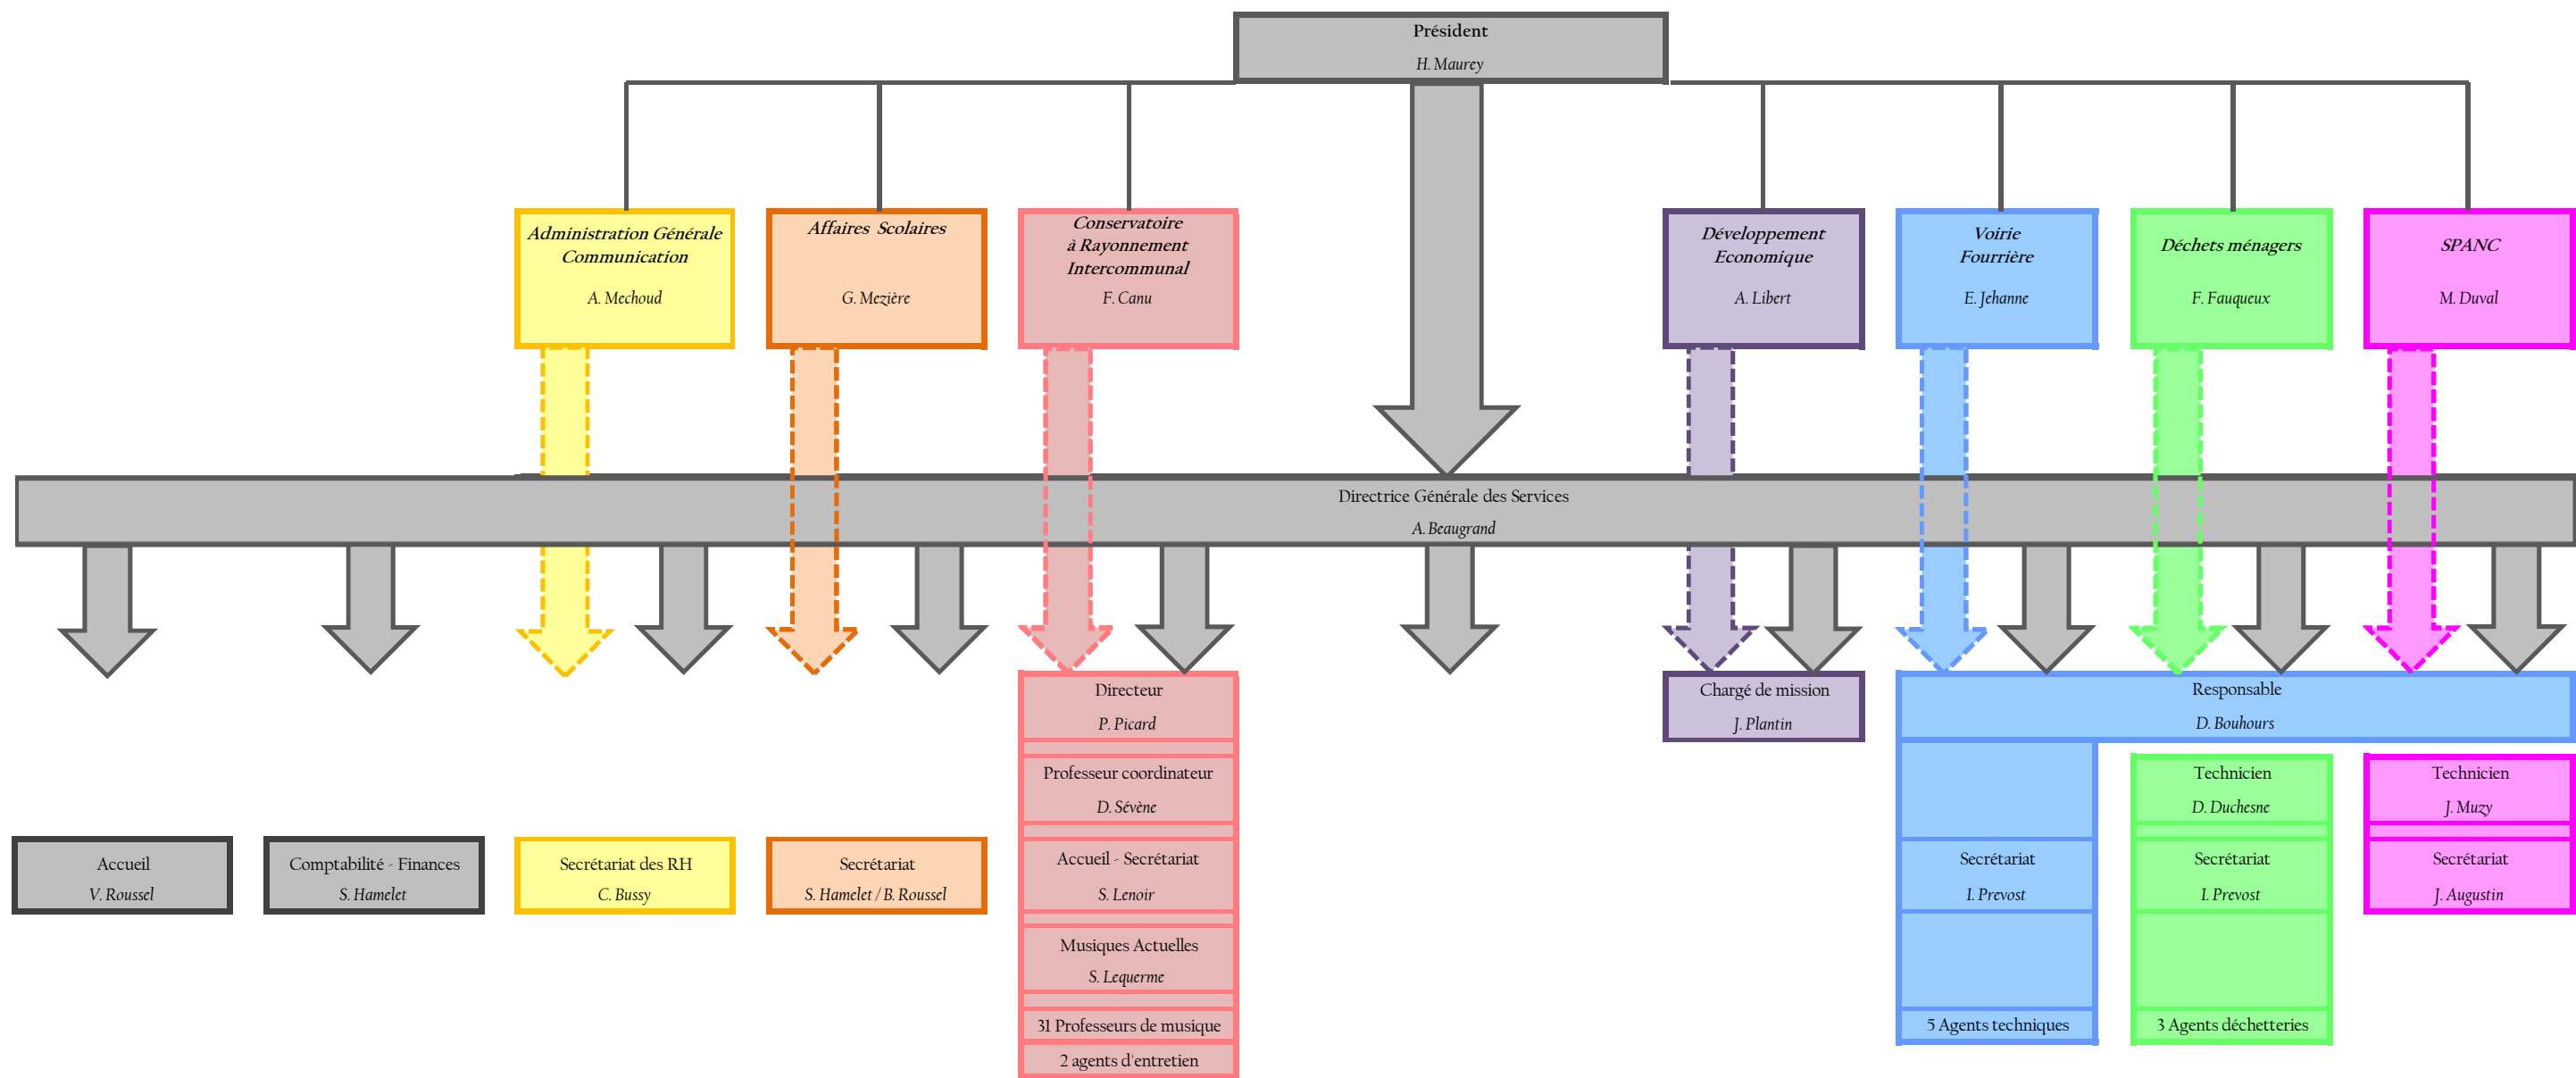 Président
H. Maurey
Administration Générale
Communication
A. Mechoud
Affaires Scolaires
G. Mezière
Conservatoire
à Rayonnement
Intercommunal
F. Canu
Développement
Economique
A. Libert
Voirie
Fourrière
E. Jehanne
Déchets ménagers
F. Fauqueux
SPANC
M. Duval
Directrice Générale des Services
A. Beaugrand
Directeur
P. Picard
Chargé de mission
J. Plantin
Responsable
D. Bouhours
Professeur coordinateur
D. Sévène
Technicien
D. Duchesne
Technicien
J. Muzy
Accueil
V. Roussel
Comptabilité - Finances
S. Hamelet
Secrétariat des RH
C. Bussy
Secrétariat
S. Hamelet / B. Roussel
Accueil - Secrétariat
S. Lenoir
Secrétariat
I. Prevost
Secrétariat
I. Prevost
Secrétariat
J. Augustin
Musiques Actuelles
S. Lequerme
31 Professeurs de musique
5 Agents techniques
3 Agents déchetteries
2 agents d'entretien